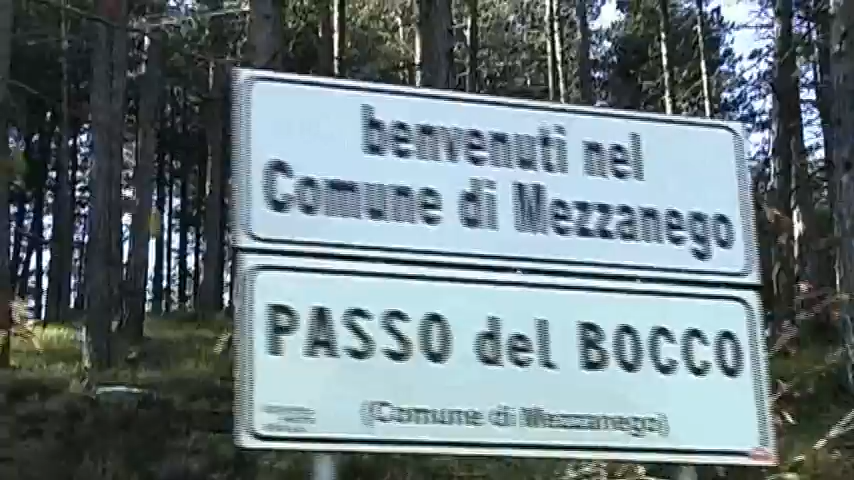 benvenuti nel
Comune di Mezzanego
PASSO del BOCCO
(Comune di Mezzanego)